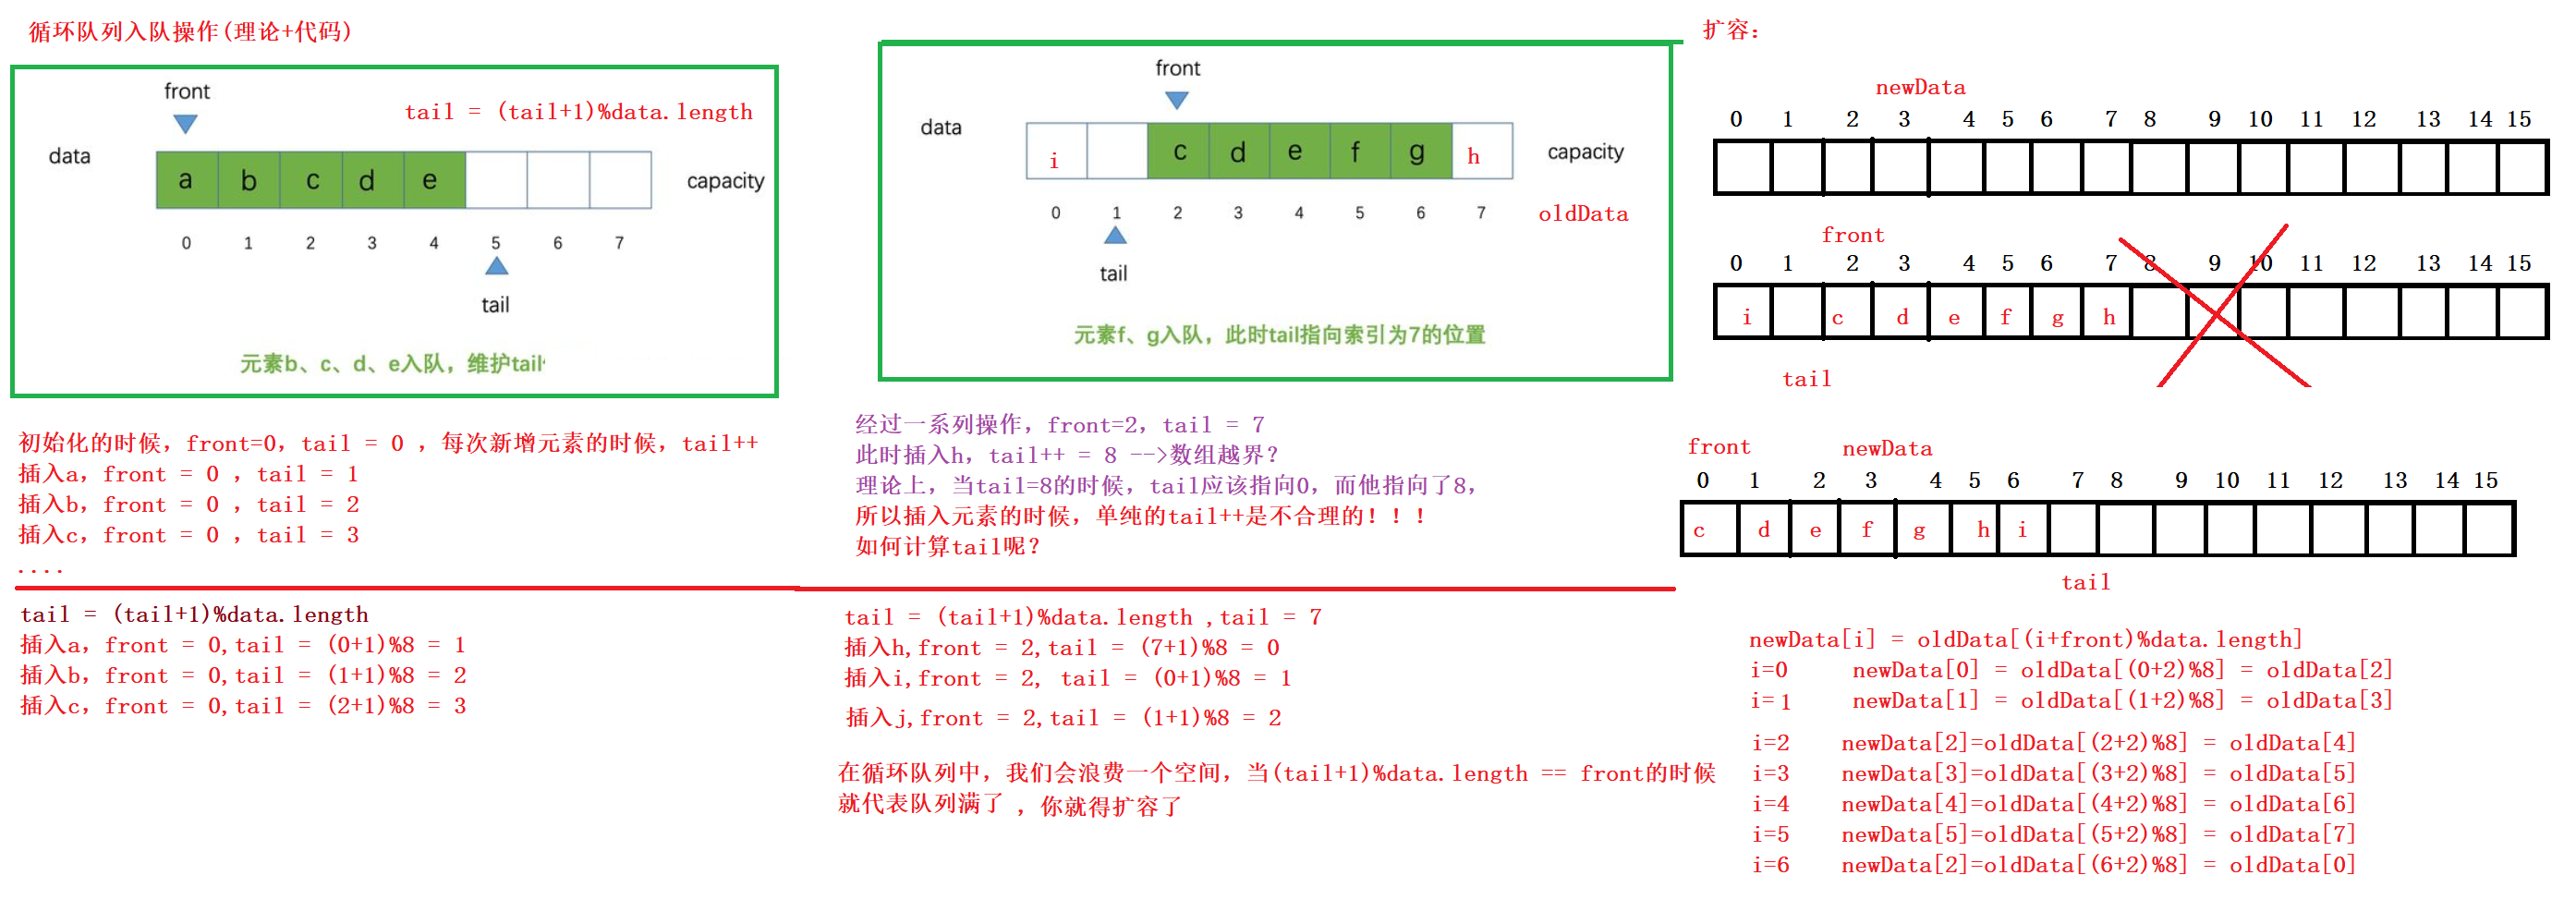 循环队列入队操作(理论+代码)
front
tail = (tail+1)%data.length
data
a b c d e
capacity
0 1 2 3 4 5 6 7
tail
元素b、c、d、e入队，维护tail
初始化的时候，front=0，tail = 0 ，每次新增元素的时候，tail++
插入a，front = 0 ，tail = 1
插入b，front = 0 ，tail = 2
插入c，front = 0 ，tail = 3
....
tail = (tail+1)%data.length
插入a，front = 0,tail = (0+1)%8 = 1
插入b，front = 0,tail = (1+1)%8 = 2
插入c，front = 0,tail = (2+1)%8 = 3
front
data
i c d e f g h
capacity
0 1 2 3 4 5 6 7
oldData
tail
元素f、g入队，此时tail指向索引为7的位置
经过一系列操作，front=2，tail = 7
此时插入h，tail++ = 8 -->数组越界？
理论上，当tail=8的时候，tail应该指向0，而他指向了8，
所以插入元素的时候，单纯的tail++是不合理的！！！
如何计算tail呢？
tail = (tail+1)%data.length ,tail = 7
插入h,front = 2,tail = (7+1)%8 = 0
插入i,front = 2, tail = (0+1)%8 = 1
插入j,front = 2,tail = (1+1)%8 = 2
在循环队列中，我们会浪费一个空间，当(tail+1)%data.length == front的时候
就代表队列满了 ，你就得扩容了
扩容：
newData
0 1 2 3 4 5 6 7 8 9 10 11 12 13 14 15
front
0 1 2 3 4 5 6 7 8 9 10 11 12 13 14 15
i c d e f g h
tail
front newData
0 1 2 3 4 5 6 7 8 9 10 11 12 13 14 15
c d e f g h i
tail
newData[i] = oldData[(i+front)%data.length]
i=0 newData[0] = oldData[(0+2)%8] = oldData[2]
i=1 newData[1] = oldData[(1+2)%8] = oldData[3]
i=2 newData[2]=oldData[(2+2)%8] = oldData[4]
i=3 newData[3]=oldData[(3+2)%8] = oldData[5]
i=4 newData[4]=oldData[(4+2)%8] = oldData[6]
i=5 newData[5]=oldData[(5+2)%8] = oldData[7]
i=6 newData[2]=oldData[(6+2)%8] = oldData[0]